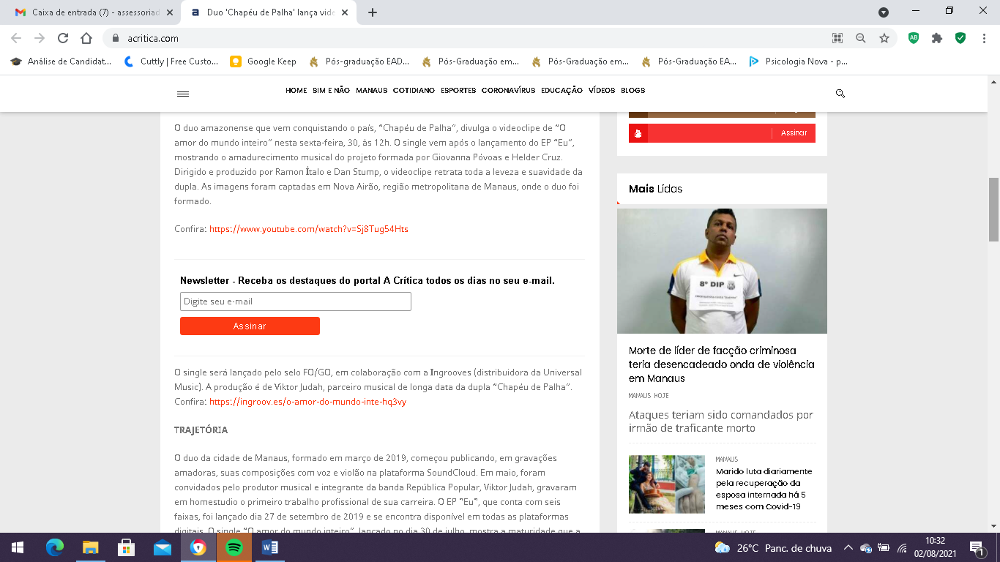 Caixa de entrada (7) - assessoriad
Duo 'Chapéu de Palha' lança vide
acritica.com
Análise de Candidat...
Cuttly | Free Custo...
Google Keep
Pós-graduação EAD...
Pós-Graduação em...
Pós-Graduação em...
Pós-Graduação EA...
Psicologia Nova - p...
HOME SIM E NÃO MANAUS COTIDIANO ESPORTES CORONAVÍRUS EDUCAÇÃO VÍDEOS BLOGS
O duo amazonense que vem conquistando o país, “Chapéu de Palha”, divulga o videoclipe de “O
amor do mundo inteiro” nesta sexta-feira, 30, às 12h. O single vem após o lançamento do EP “Eu”,
mostrando o amadurecimento musical do projeto formada por Giovanna Póvoas e Helder Cruz.
Dirigido e produzido por Ramon Ítalo e Dan Stump, o videoclipe retrata toda a leveza e suavidade da
dupla. As imagens foram captadas em Nova Airão, região metropolitana de Manaus, onde o duo foi
formado.
Confira: https://www.youtube.com/watch?v=Sj8Tug54Hts
Newsletter - Receba os destaques do portal A Crítica todos os dias no seu e-mail.
Digite seu e-mail
Assinar
O single será lançado pelo selo FO/GO, em colaboração com a Ingrooves (distribuidora da Universal
Music). A produção é de Viktor Judah, parceiro musical de longa data da dupla “Chapéu de Palha”.
Confira: https://ingroov.es/o-amor-do-mundo-inte-hq3vy
TRAJETÓRIA
O duo da cidade de Manaus, formado em março de 2019, começou publicando, em gravações
amadoras, suas composições com voz e violão na plataforma SoundCloud. Em maio, foram
convidados pelo produtor musical e integrante da banda República Popular, Viktor Judah, gravaram
em homestudio o primeiro trabalho profissional de sua carreira. O EP "Eu", que conta com seis
faixas, foi lançado dia 27 de setembro de 2019 e se encontra disponível em todas as plataformas
digitais. O single “O amor do mundo inteiro”, lançado no dia 30 de julho, mostra a maturidade que a
Assinar
Mais Lidas
8º DIP
Morte de líder de facção criminosa
teria desencadeado onda de violência
em Manaus
MANAUS HOJE
Ataques teriam sido comandados por
irmão de traficante morto
MANAUS
Marido luta diariamente
pela recuperação da
esposa internada há 5
meses com Covid-19
MANAUS HOJE
26°C Panc. de chuva
10:32
02/08/2021
1